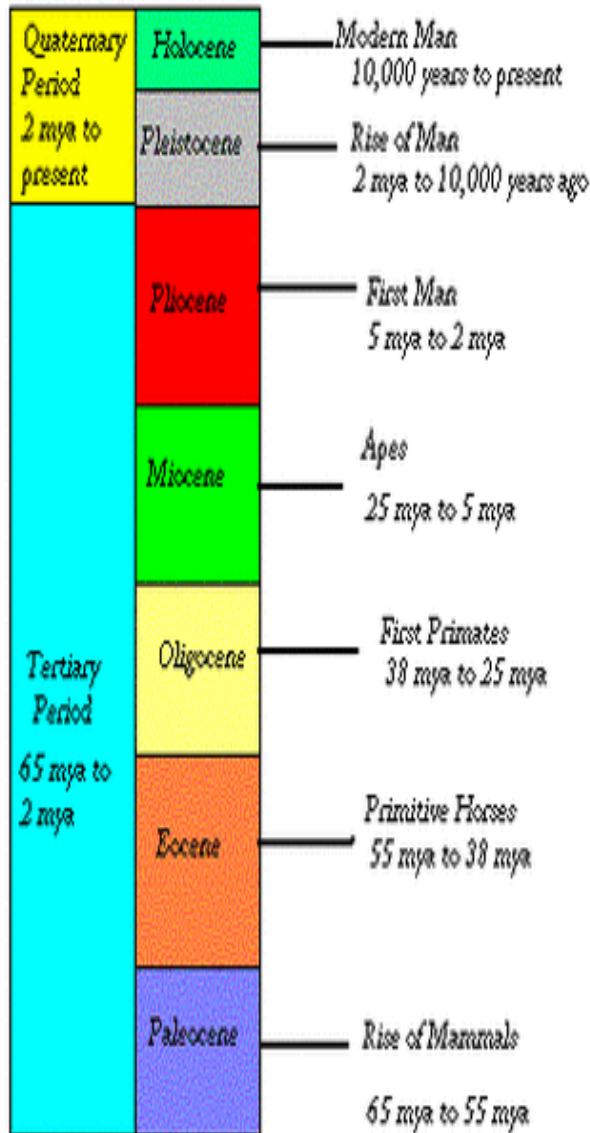 Quaternary
Period
2 mya to
present
Holocene
Modern Man
10,000 years to present
Pleistocene
Rise of Man
2 mya to 10,000 years ago
Tertiary
Period
65 mya to
2 mya
Pliocene
First Man
5 mya to 2 mya
Miocene
Apes
25 mya to 5 mya
Oligocene
First Primates
38 mya to 25 mya
Eocene
Primitive Horses
55 mya to 38 mya
Paleocene
Rise of Mammals
65 mya to 55 mya